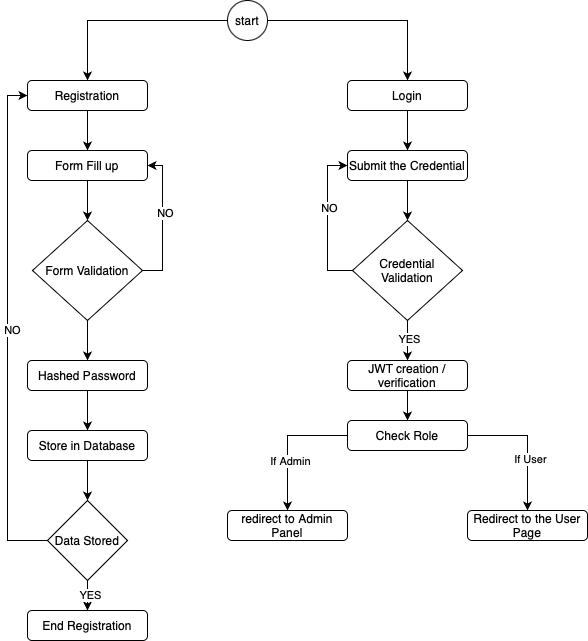 start
Registration
Login
Form Fill up
Submit the Credential
NO
NO
Form Validation
Credential
Validation
NO
YES
Hashed Password
JWT creation /
verification
Check Role
Store in Database
If Admin
If User
redirect to Admin
Panel
Redirect to the User
Page
Data Stored
YES
End Registration